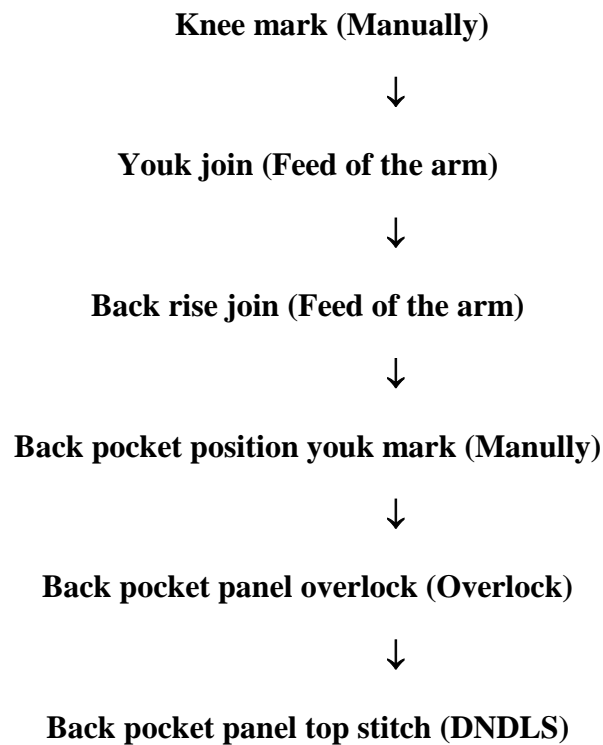 Knee mark (Manually)
↓
Youk join (Feed of the arm)
↓
Back rise join (Feed of the arm)
↓
Back pocket position youk mark (Manully)
↓
Back pocket panel overlock (Overlock)
↓
Back pocket panel top stitch (DNDLS)